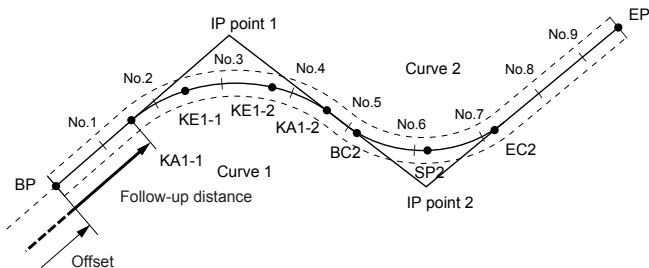 EP
IP point 1
No.9
No.3
No.2
No.4
Curve 2
No.8
No.5
No.1
KE1-1
KE1-2
No.6
No.7
KA1-2
KA1-1
Curve 1
BC2
EC2
SP2
BP
Follow-up distance
IP point 2
Offset